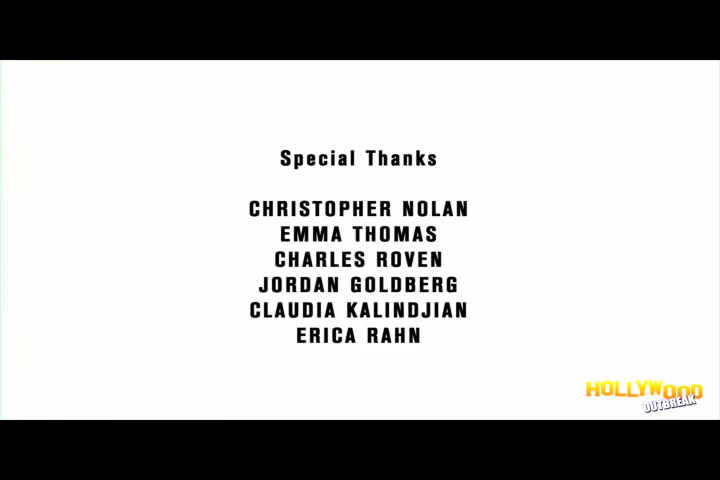 Special Thanks
CHRISTOPHER NOLAN
EMMA THOMAS
CHARLES ROVEN
JORDAN GOLDBERG
CLAUDIA KALINDJIAN
ERICA RAHN
HOLLYWOOD
OUTBREAK